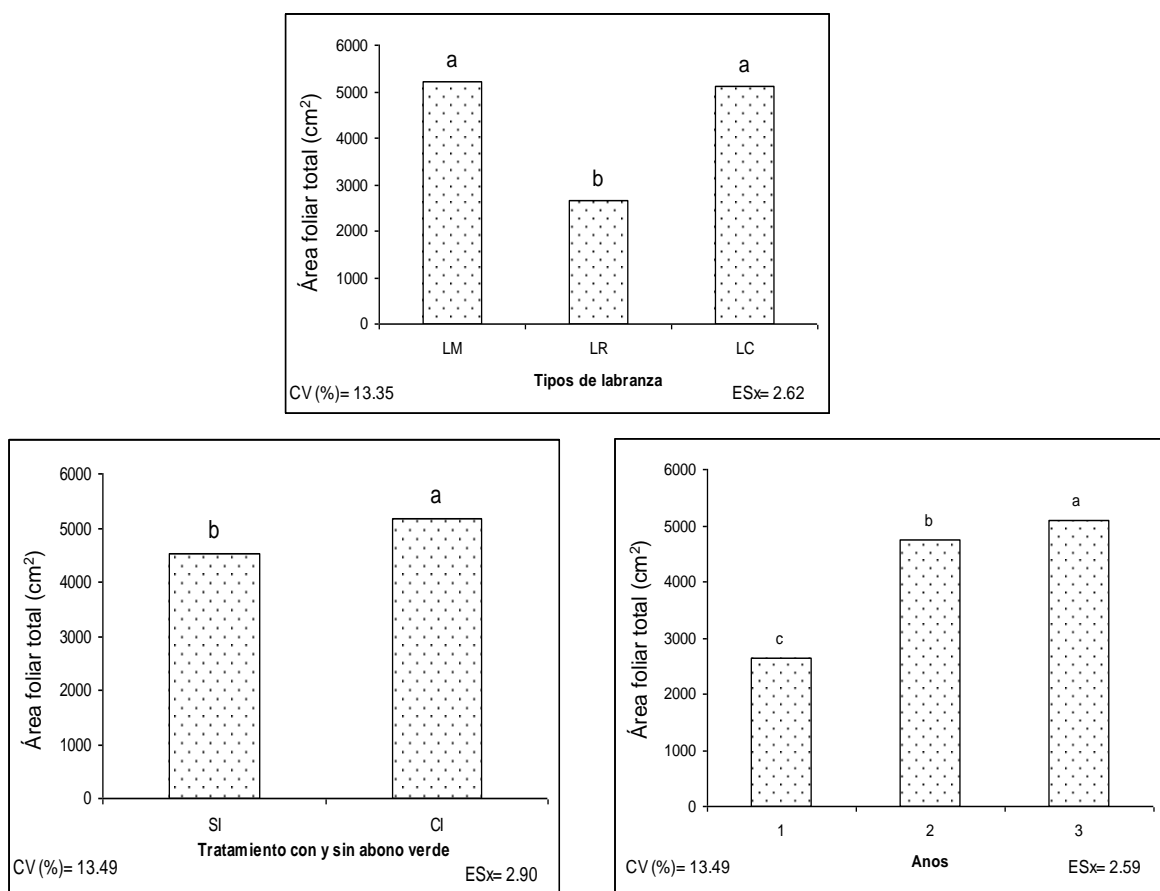 Área foliar total (cm²)
6000
5000
4000
3000
2000
1000
0
a
b
a
LM LR LC
Tipos de labranza
CV (%)= 13.35 ESx= 2.62
Área foliar total (cm²)
6000
5000
4000
3000
2000
1000
0
b
a
SI CI
Tratamiento con y sin abono verde
CV (%)= 13.49 ESx= 2.90
Área foliar total (cm²)
6000
5000
4000
3000
2000
1000
0
c
b
a
1 2 3
Anos
CV (%)= 13.49 ESx= 2.59